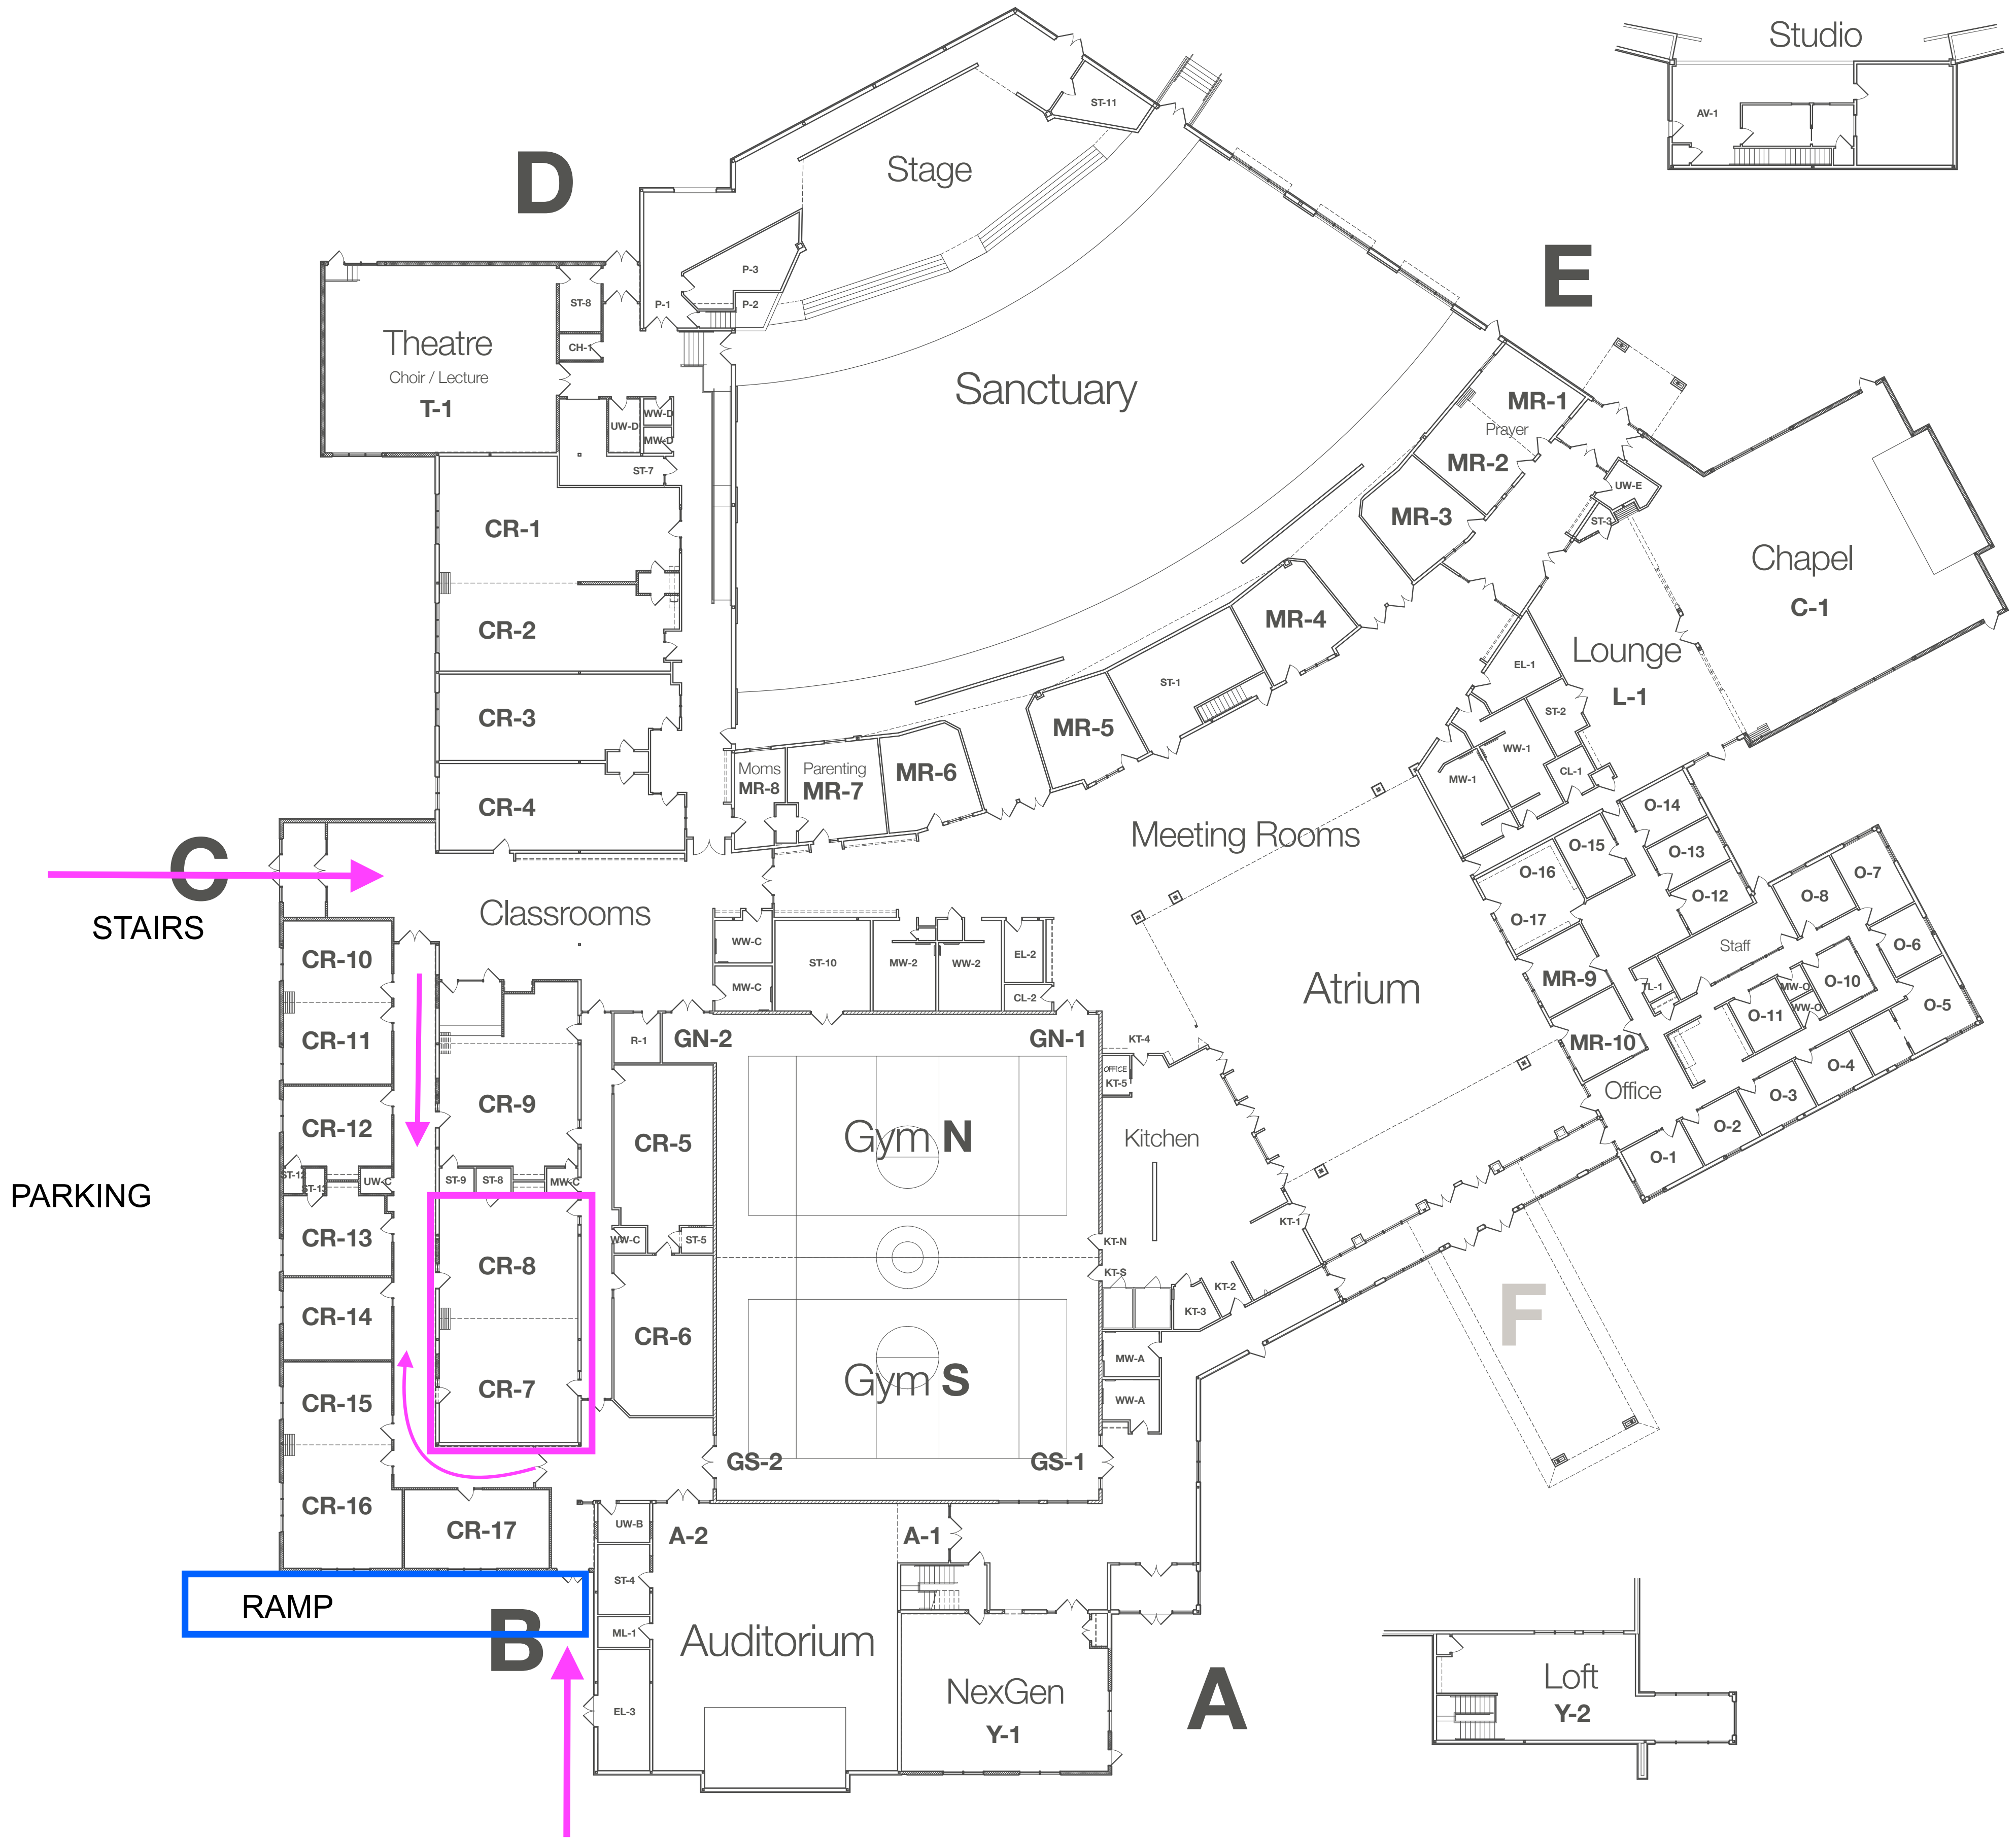 Studio
AV-1
ST-11
Stage
D
P-3
P-2
P-1
E
ST-8
CH-1
Theatre
Choir / Lecture
T-1
Sanctuary
MR-1
Prayer
MR-2
WW-D
UW-D
MW-D
ST-7
UW-E
ST-3
MR-3
CR-1
Chapel
C-1
CR-2
MR-4
Lounge
L-1
EL-1
ST-1
CR-3
MR-5
ST-2
WW-1
Moms
MR-8
Parenting
MR-7
MR-6
MW-1
CL-1
CR-4
O-14
Meeting Rooms
O-15
O-13
C
O-16
O-12
O-8
O-7
STAIRS
Classrooms
O-17
Staff
O-6
WW-C
ST-10
MW-2
WW-2
EL-2
CR-10
MR-9
TL-1
MW-O
O-10
MW-C
CL-2
Atrium
WW-O
O-11
O-5
CR-11
R-1
GN-2
GN-1
KT-4
MR-10
OFFICE
KT-5
O-4
Office
O-3
CR-9
CR-12
CR-5
Gym N
Kitchen
O-2
O-1
ST-12
ST-12
UW-C
ST-9
ST-8
MW-C
PARKING
CR-13
WW-C
ST-5
KT-N
KT-1
CR-8
KT-S
KT-2
KT-3
F
CR-14
CR-6
MW-A
Gym S
CR-7
CR-15
WW-A
GS-2
GS-1
CR-16
CR-17
UW-B
A-2
A-1
RAMP
ST-4
B
ML-1
Auditorium
EL-3
NexGen
Y-1
A
Loft
Y-2